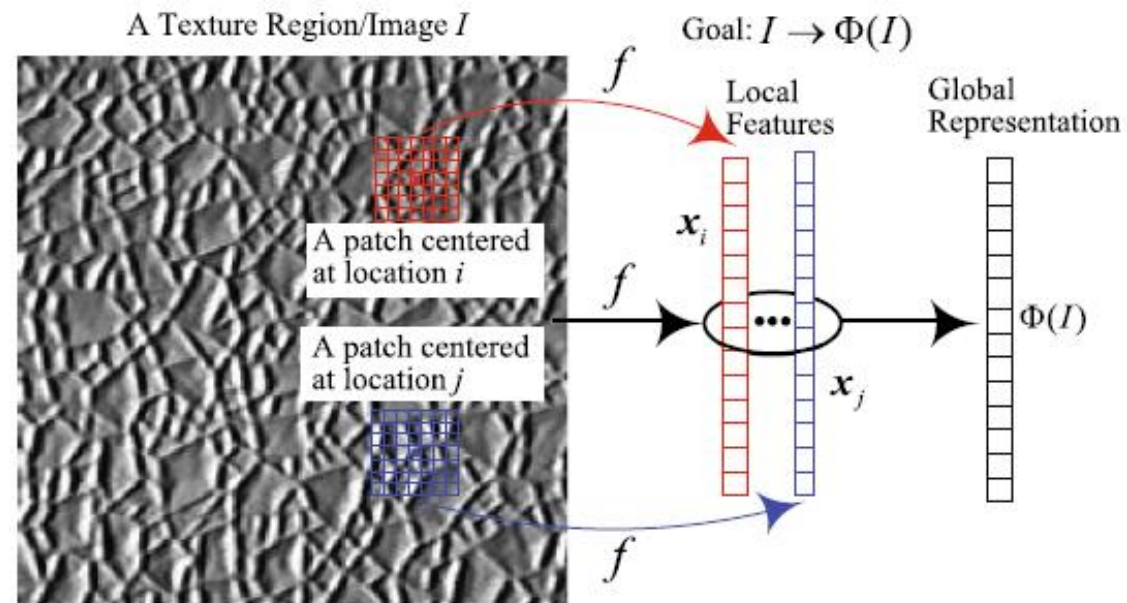 A Texture Region/Image I
Goal: I → Φ(I)
f
Local
Features
Global
Representation
x_i
A patch centered
at location i
f
•••
Φ(I)
A patch centered
at location j
x_j
f